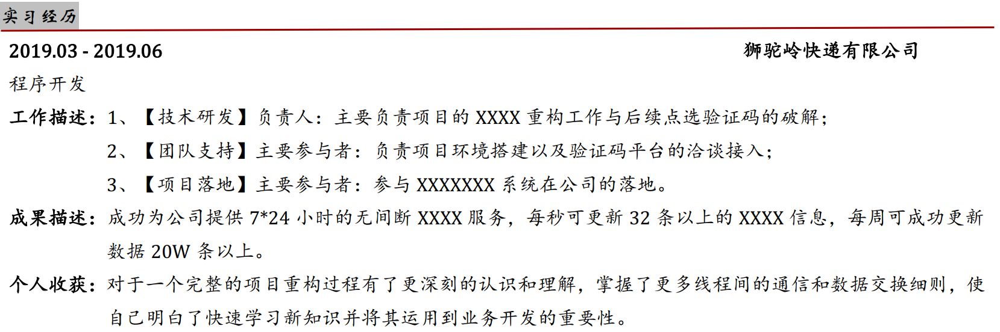 实习经历
2019.03 - 2019.06 狮驼岭快递有限公司
程序开发
工作描述：1、【技术研发】负责人：主要负责项目的 XXXX 重构工作与后续点选验证码的破解；
2、【团队支持】主要参与者：负责项目环境搭建以及验证码平台的洽谈接入；
3、【项目落地】主要参与者：参与 XXXXXXX 系统在公司的落地。
成果描述：成功为公司提供 7*24 小时的无间断 XXXX 服务，每秒可更新 32 条以上的 XXXX 信息，每周可成功更新
数据 20W 条以上。
个人收获：对于一个完整的项目重构过程有了更深刻的认识和理解，掌握了更多线程间的通信和数据交换细则，使
自己明白了快速学习新知识并将其运用到业务开发的重要性。